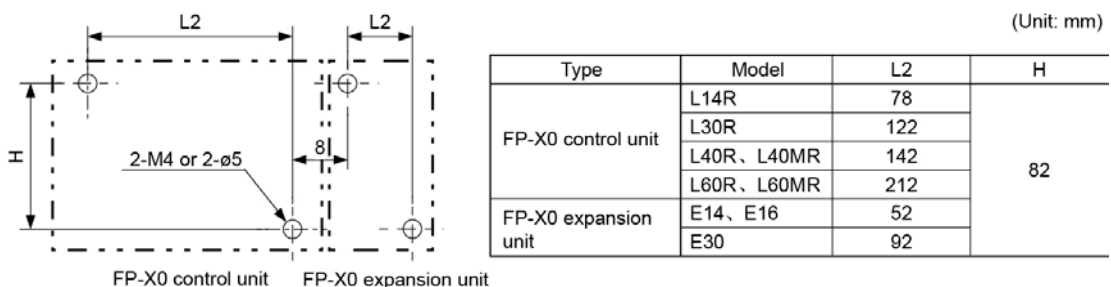 (Unit: mm)
L2
L2
H
8
2-M4 or 2-ø5
FP-X0 control unit
FP-X0 expansion unit
Type Model L2 H
FP-X0 control unit L14R 78 82
L30R 122
L40R、L40MR 142
L60R、L60MR 212
FP-X0 expansion unit E14、E16 52
E30 92